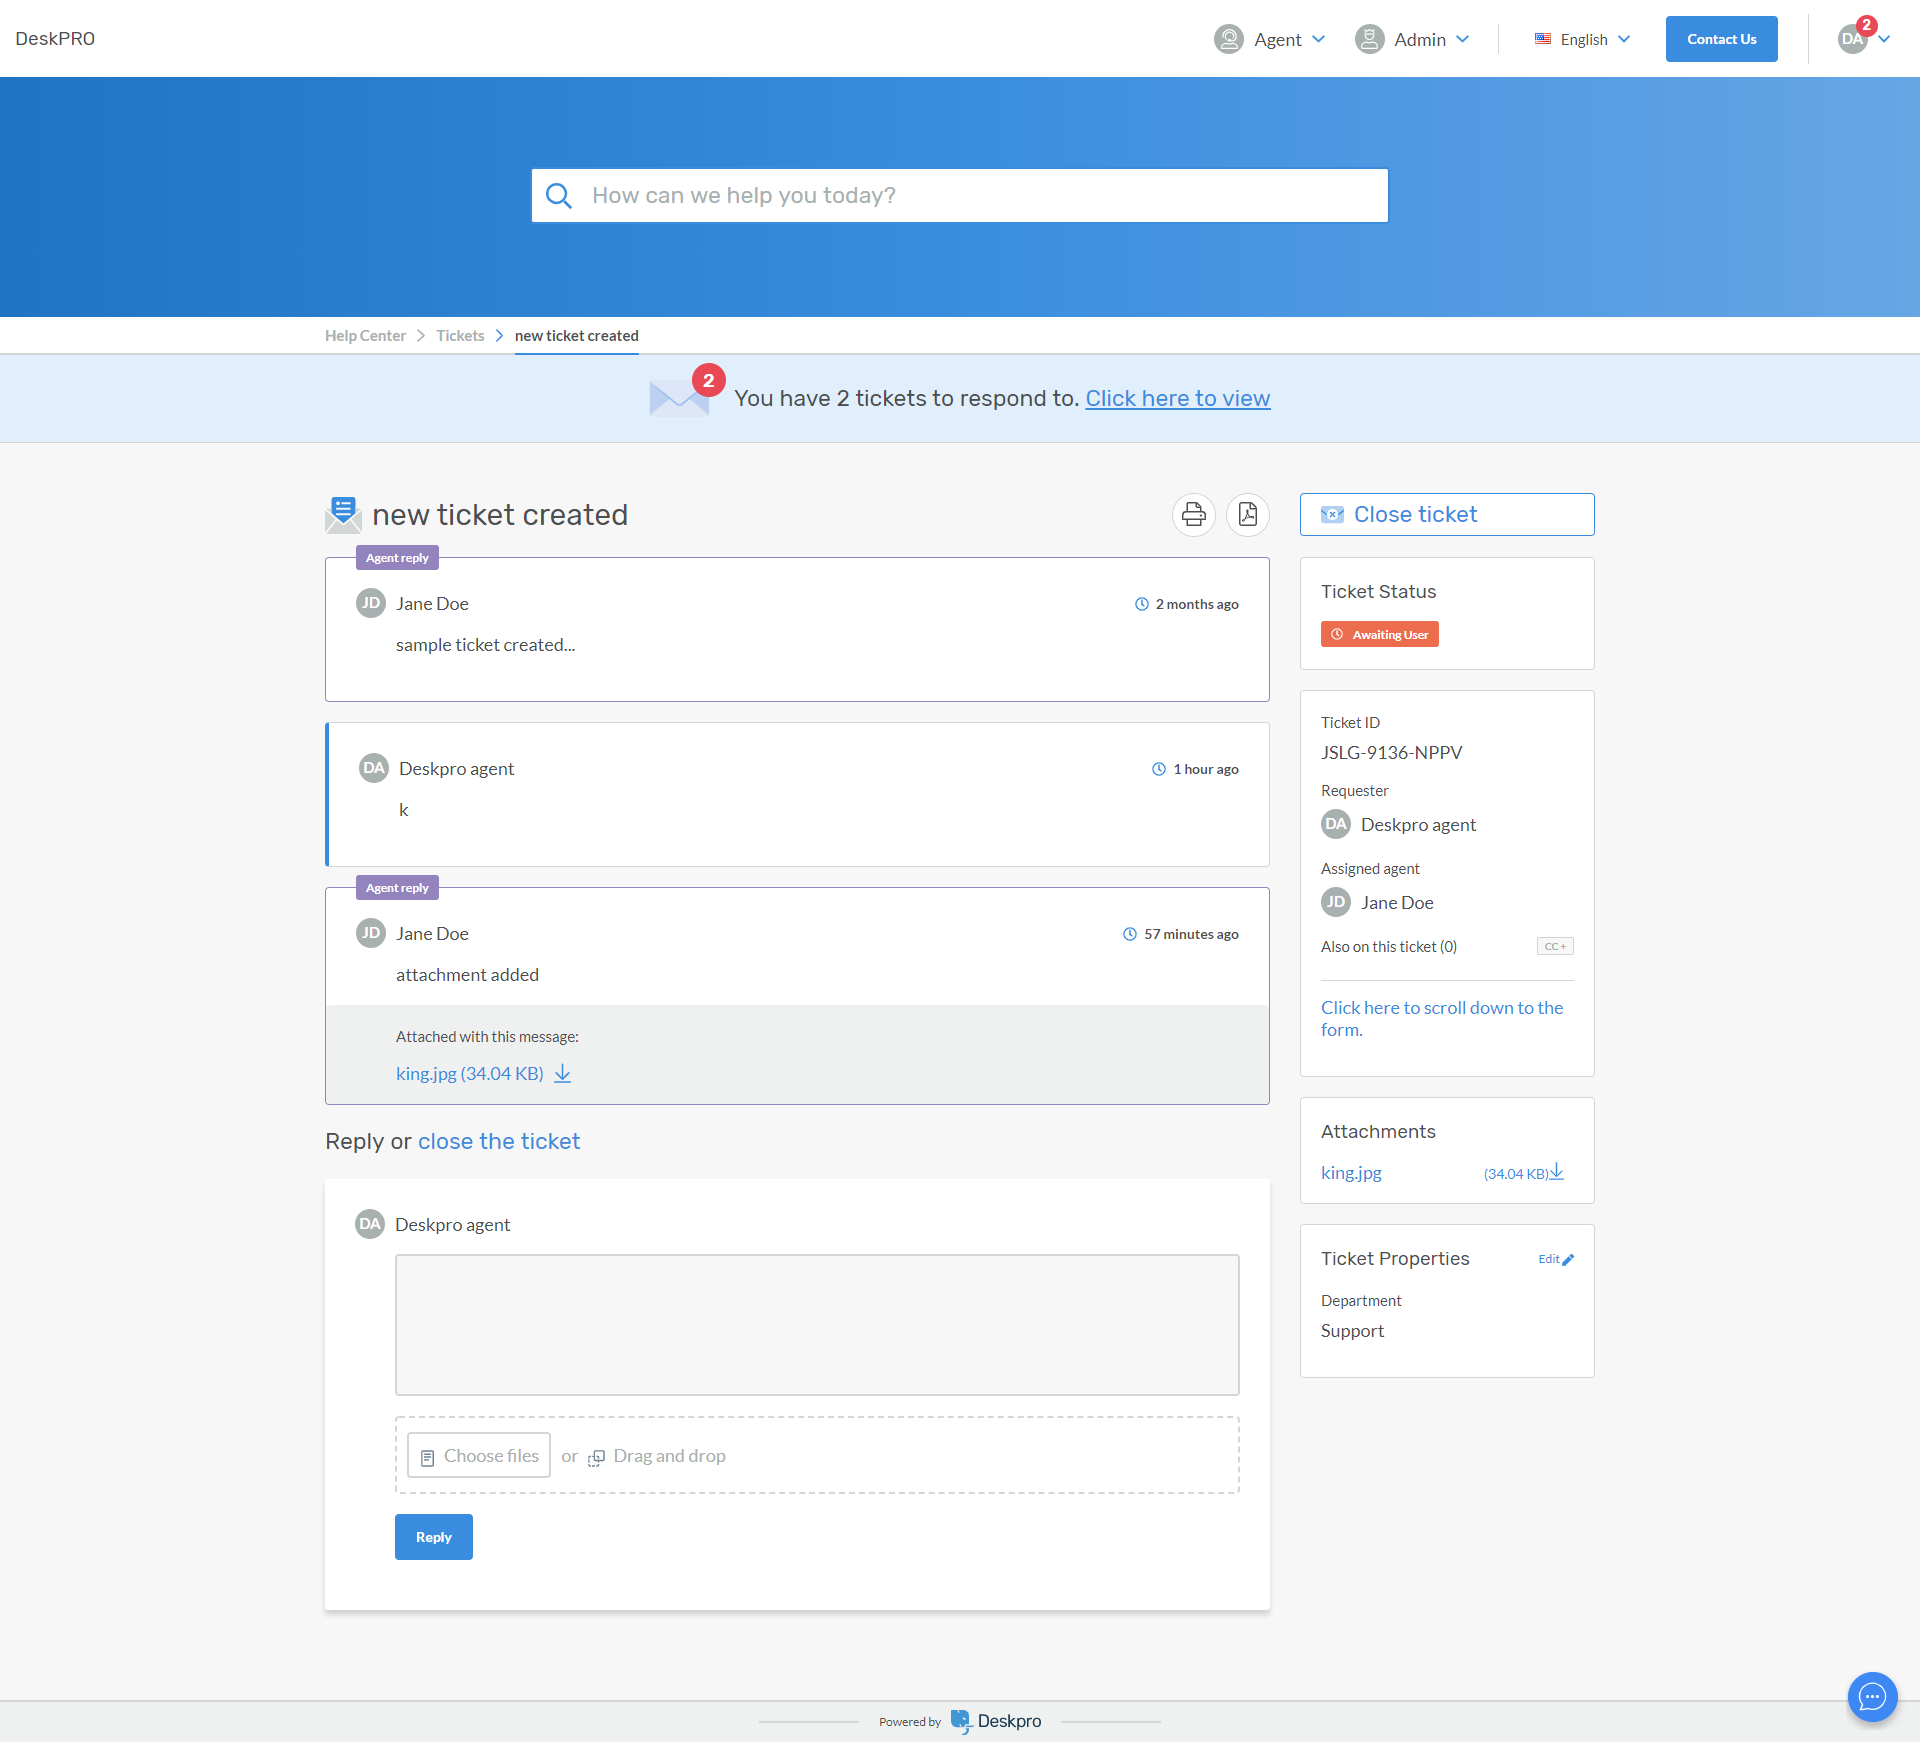 DeskPRO
Agent
Admin
English
Contact Us
DA
2
How can we help you today?
Help Center
Tickets
new ticket created
2
You have 2 tickets to respond to. Click here to view
new ticket created
Agent reply
JD
Jane Doe
2 months ago
sample ticket created...
DA
Deskpro agent
1 hour ago
k
Agent reply
JD
Jane Doe
57 minutes ago
attachment added
Attached with this message:
king.jpg (34.04 KB)
Reply or close the ticket
DA
Deskpro agent
Choose files
or
Drag and drop
Reply
Close ticket
Ticket Status
Awaiting User
Ticket ID
JSLG-9136-NPPV
Requester
DA
Deskpro agent
Assigned agent
JD
Jane Doe
Also on this ticket (0)
CC +
Click here to scroll down to the
form.
Attachments
king.jpg
(34.04 KB)
Ticket Properties
Edit
Department
Support
Powered by
Deskpro